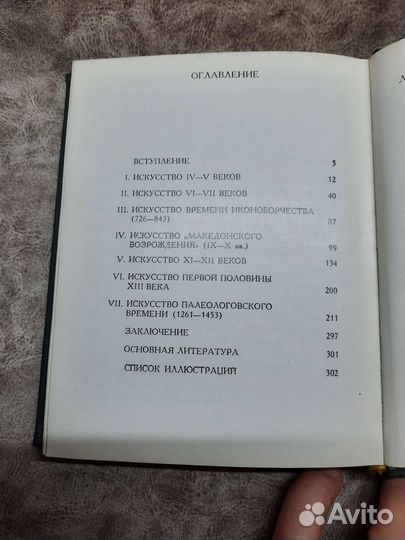 ОГЛАВЛЕНИЕ
ВСТУПЛЕНИЕ 5
I. ИСКУССТВО IV—V ВЕКОВ 12
II. ИСКУССТВО VI—VII ВЕКОВ 40
III. ИСКУССТВО ВРЕМЕНИ ИКОНОБОРЧЕСТВА
(726—843) 87
IV. ИСКУССТВО „МАКЕДОНСКОГО
ВОЗРОЖДЕНИЯ" (IX—X вв.) 99
V. ИСКУССТВО XI—XII ВЕКОВ 134
VI. ИСКУССТВО ПЕРВОЙ ПОЛОВИНЫ
XIII ВЕКА 200
VII. ИСКУССТВО ПАЛЕОЛОГОВСКОГО
ВРЕМЕНИ (1261—1453) 211
ЗАКЛЮЧЕНИЕ 297
ОСНОВНАЯ ЛИТЕРАТУРА 301
СПИСОК ИЛЛЮСТРАЦИЙ 302
Avito